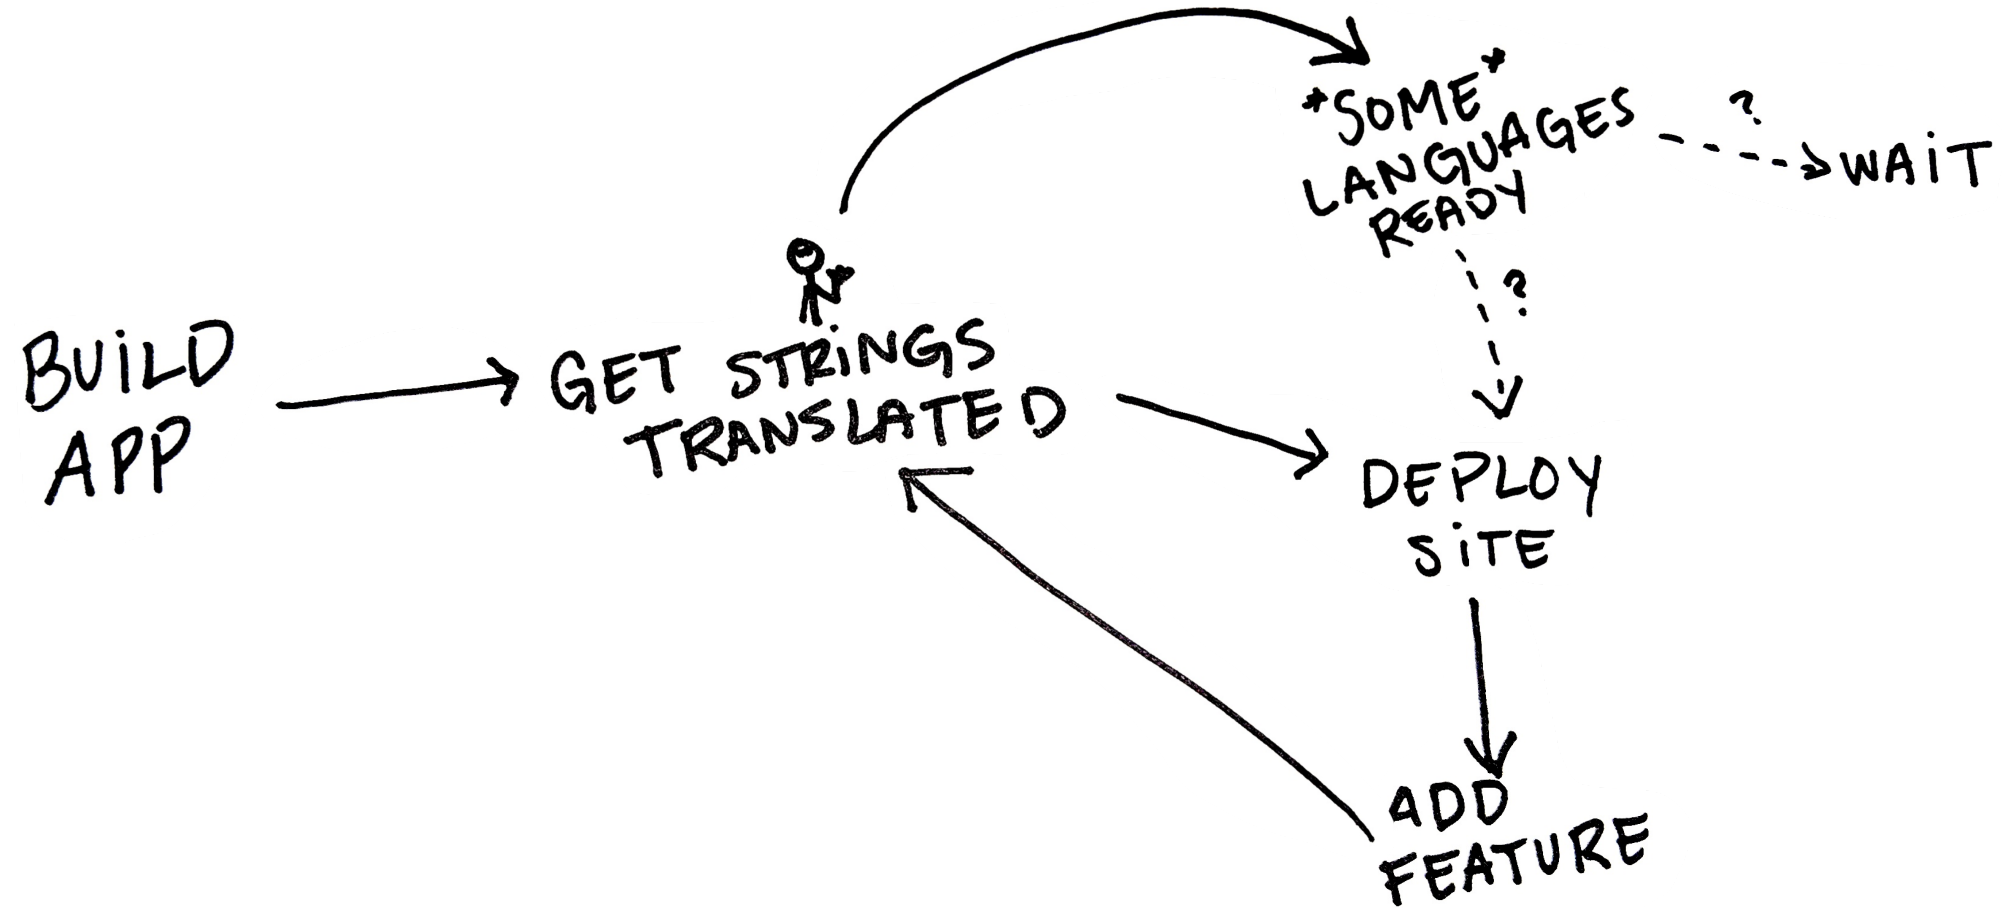 *SOME*
LANGUAGES
READY
?
WAiT
?
BUiLD
APP
GET STRiNGS
TRANSLATED
DEPLOY
SiTE
ADD
FEATURE